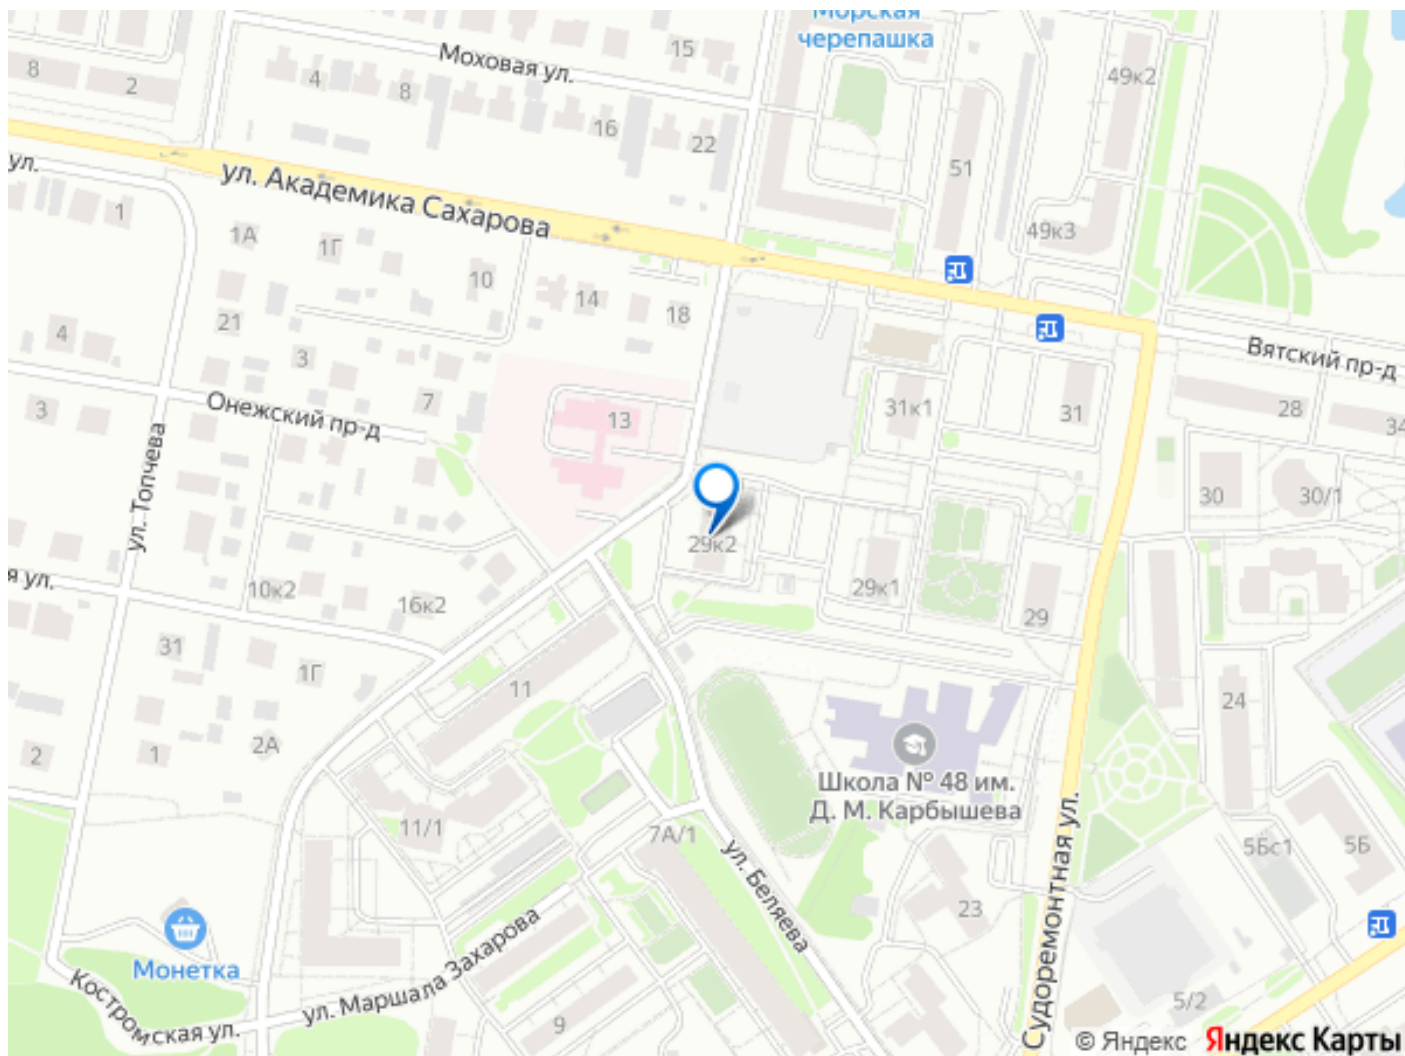 Морская
черепашка
15
49к2
Моховая ул.
8
2
4
8
16
22
51
ул.
ул. Академика Сахарова
1
1А
1Г
49к3
10
14
18
21
4
3
Вятский пр-д
7
Онежский пр-д
3
13
31к1
31
28
34
ул. Топчева
30
30/1
29к2
я ул.
10к2
16к2
29к1
29
31
1Г
11
24
2А
2
1
Школа № 48 им.
Д. М. Карбышева
11/1
7А/1
ул. Беляева
5Бс1
5Б
23
Судоремонтная ул.
Монетка
ул. Маршала Захарова
Костромская ул.
9
5/2
© Яндекс Яндекс Карты